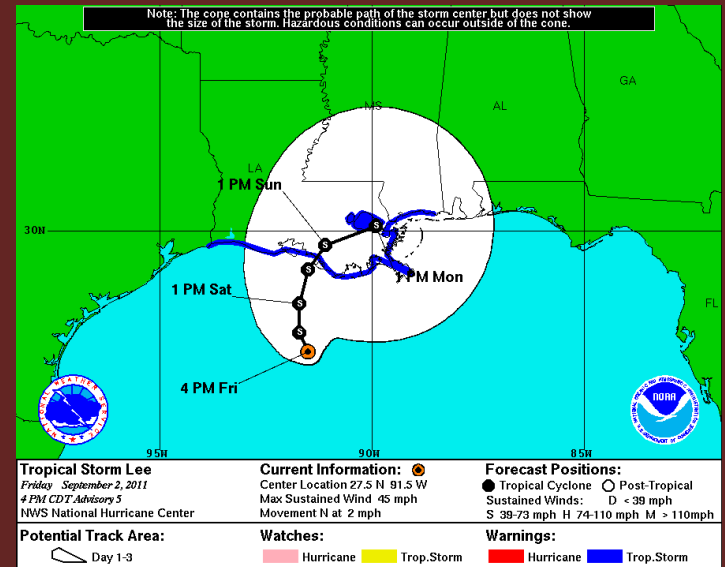 Note: The cone contains the probable path of the storm center but does not show
the size of the storm. Hazardous conditions can occur outside of the cone.
GA
MS
AL
LA
1 PM Sun
30N
1 PM Mon
1 PM Sat
S
S
S
S
S
FL
4 PM Fri
NATIONAL WEATHER SERVICE
NOAA
95W
90W
85W
Tropical Storm Lee
Friday September 2, 2011
4 PM CDT Advisory 5
NWS National Hurricane Center
Current Information:
Center Location 27.5 N 91.5 W
Max Sustained Wind 45 mph
Movement N at 2 mph
Forecast Positions:
Tropical Cyclone Post-Tropical
Sustained Winds: D < 39 mph
S 39-73 mph H 74-110 mph M > 110mph
Potential Track Area:
Day 1-3
Watches:
Hurricane Trop.Storm
Warnings:
Hurricane Trop.Storm